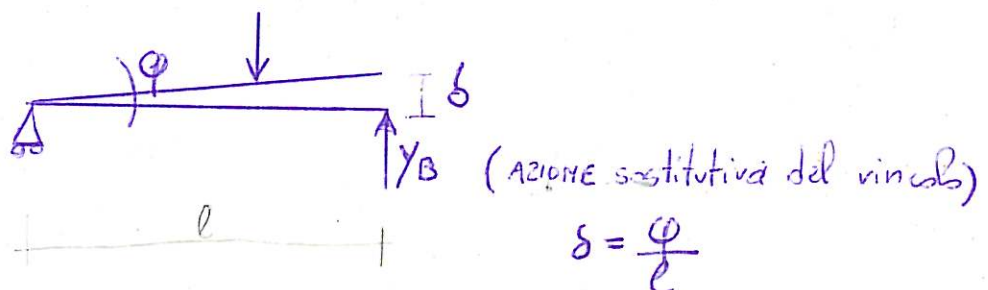 φ
δ
YB (AZIONE sostitutiva del vincolo)
l
δ = φ/l